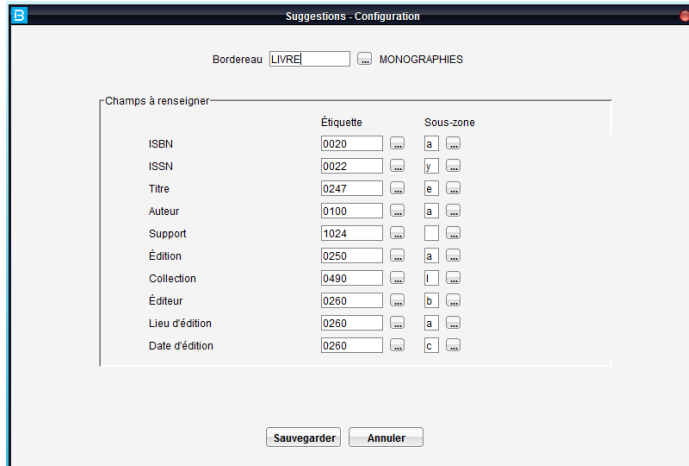 B Suggestions - Configuration
Bordereau LIVRE ... MONOGRAPHIES
Champs à renseigner
Étiquette Sous-zone
ISBN 0020 ... a ...
ISSN 0022 ... y ...
Titre 0247 ... e ...
Auteur 0100 ... a ...
Support 1024 ... ...
Édition 0250 ... a ...
Collection 0490 ... l ...
Éditeur 0260 ... b ...
Lieu d'édition 0260 ... a ...
Date d'édition 0260 ... c ...
Sauvegarder Annuler